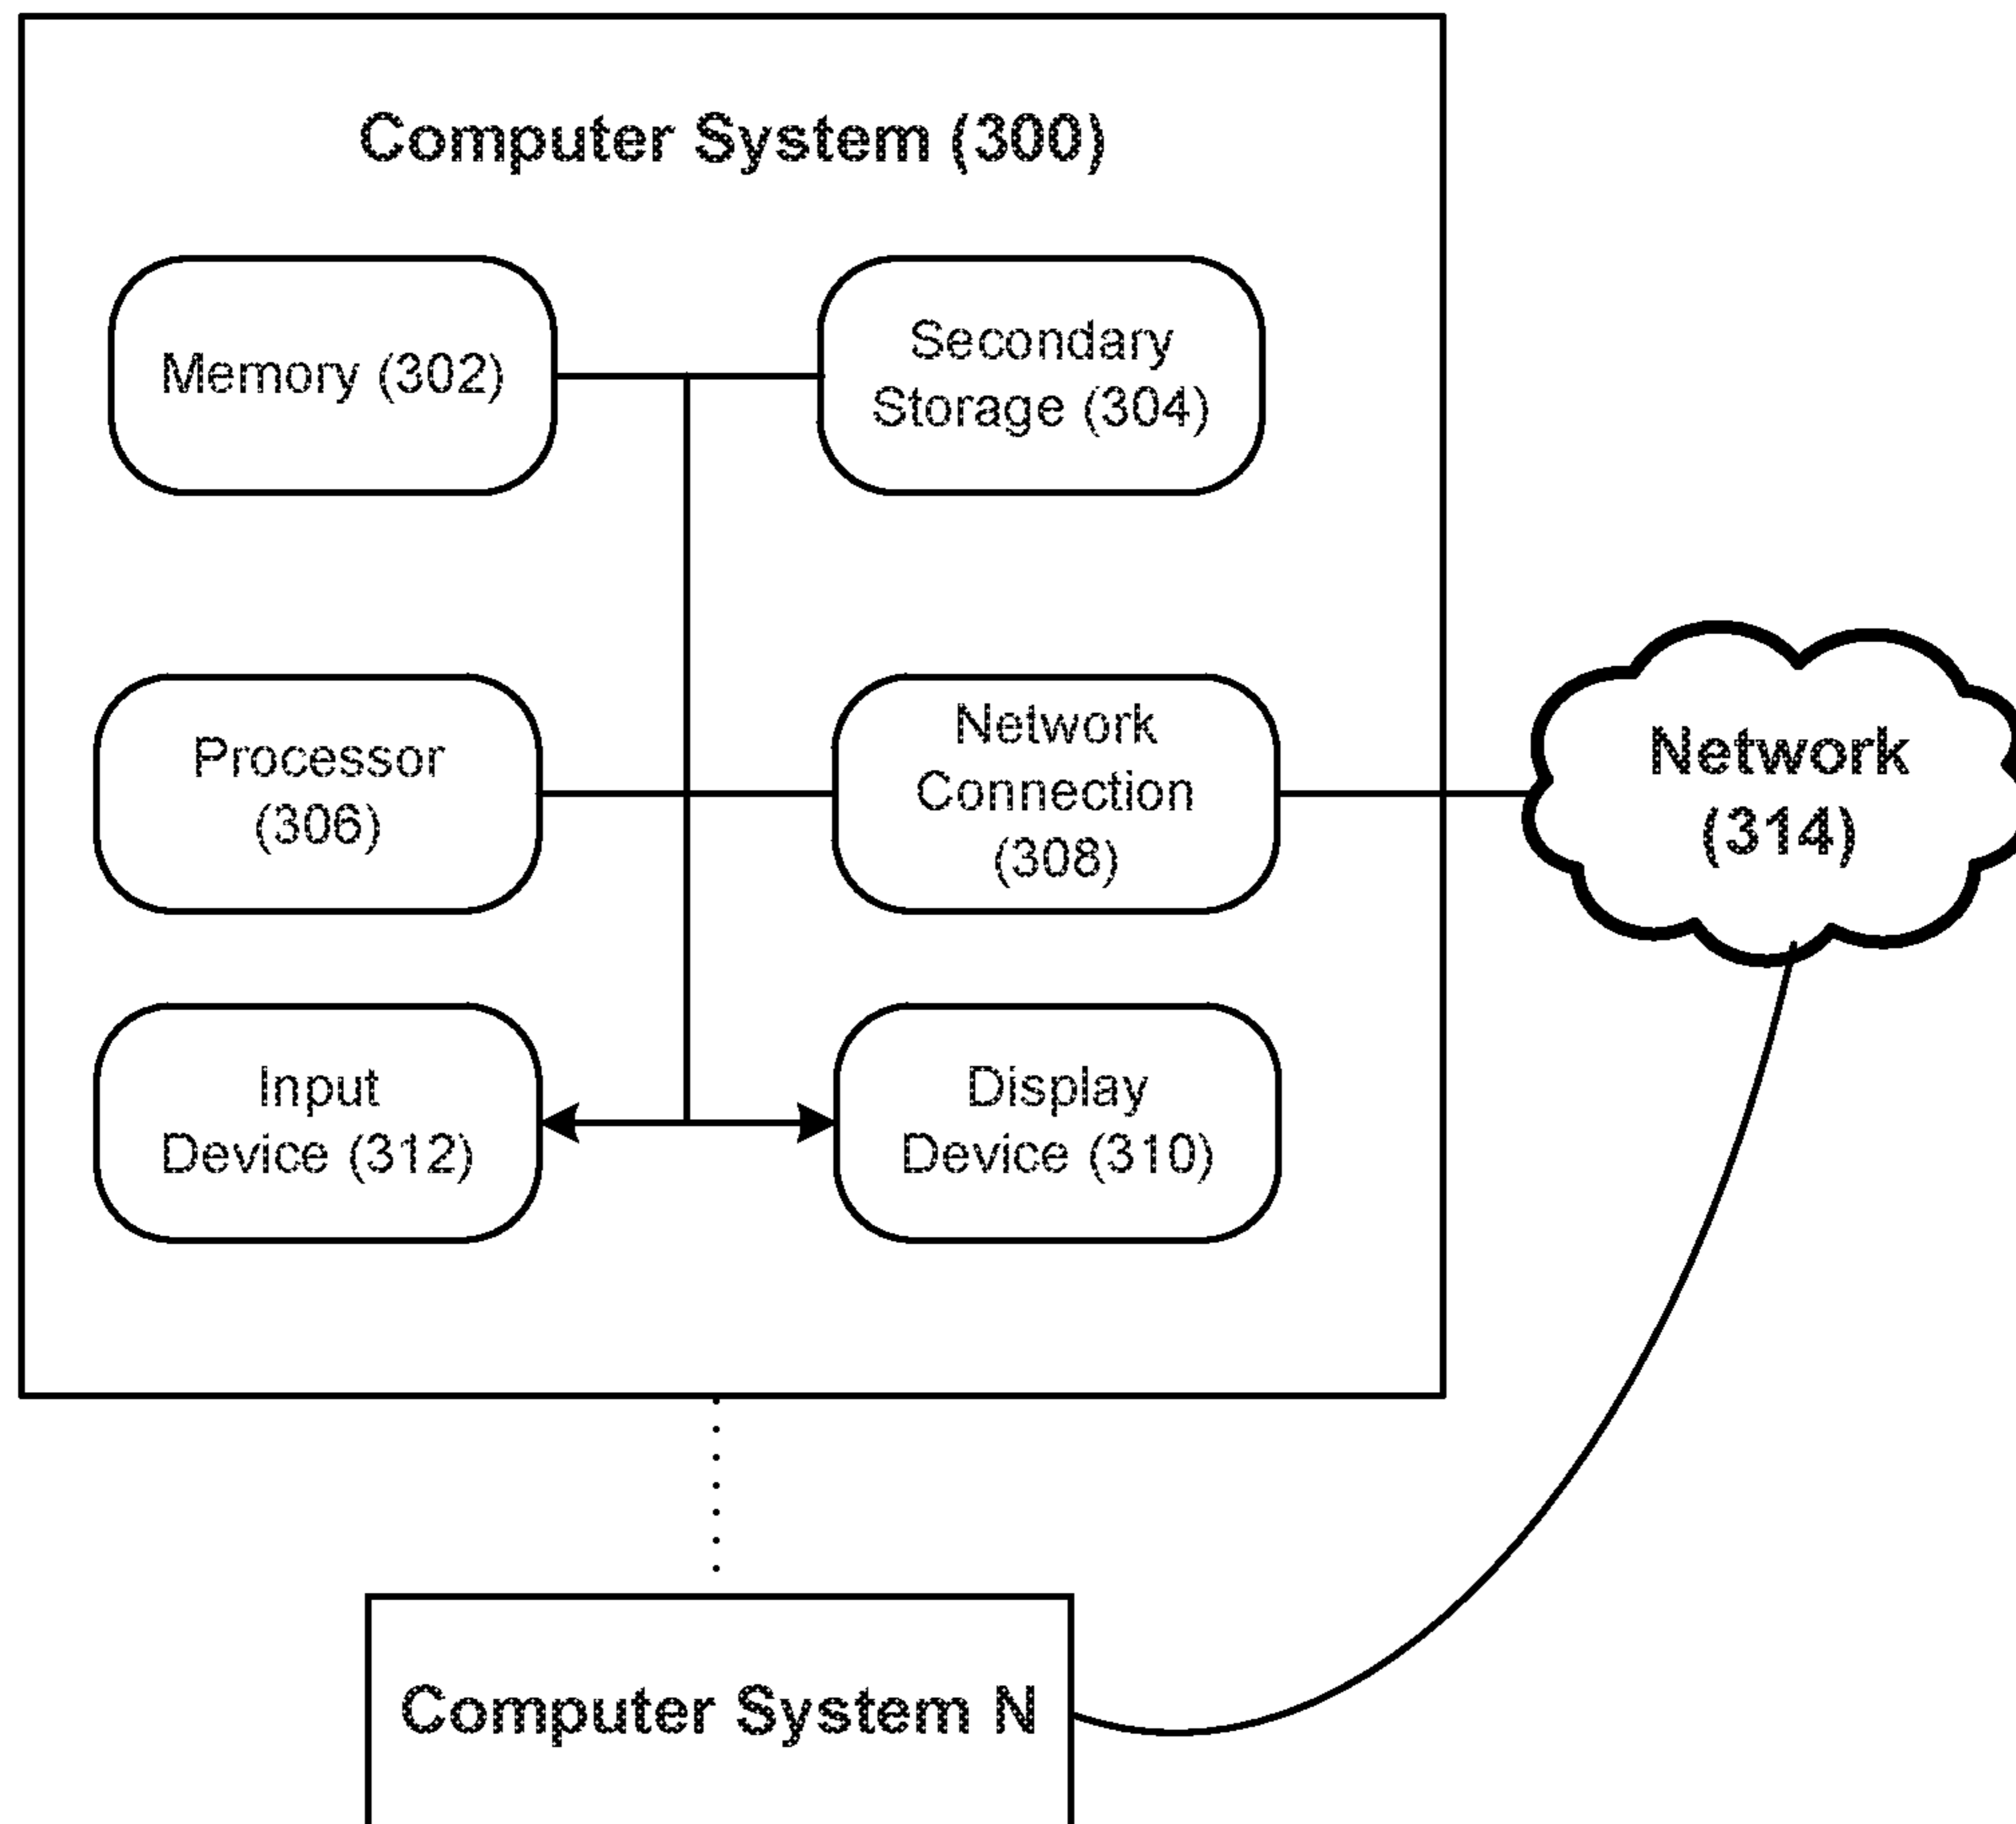 Computer System (300)
Memory (302)
Secondary
Storage (304)
Processor
(306)
Network
Connection
(308)
Network
(314)
Input
Device (312)
Display
Device (310)
Computer System N